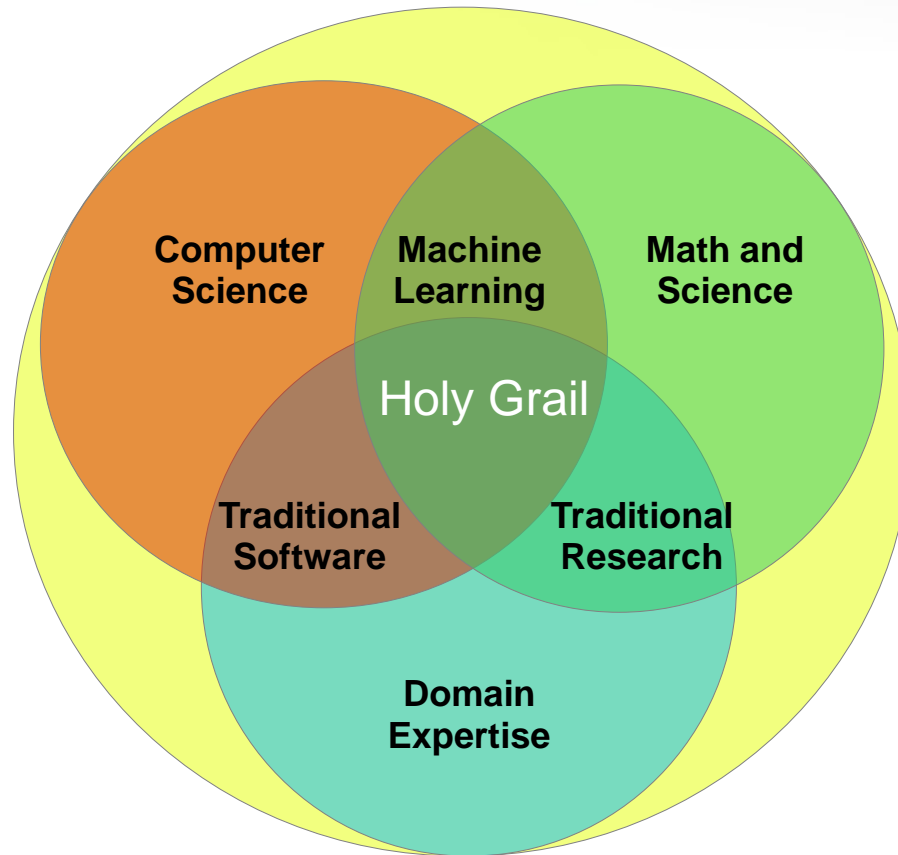 Computer
Science
Machine
Learning
Math and
Science
Holy Grail
Traditional
Software
Traditional
Research
Domain
Expertise